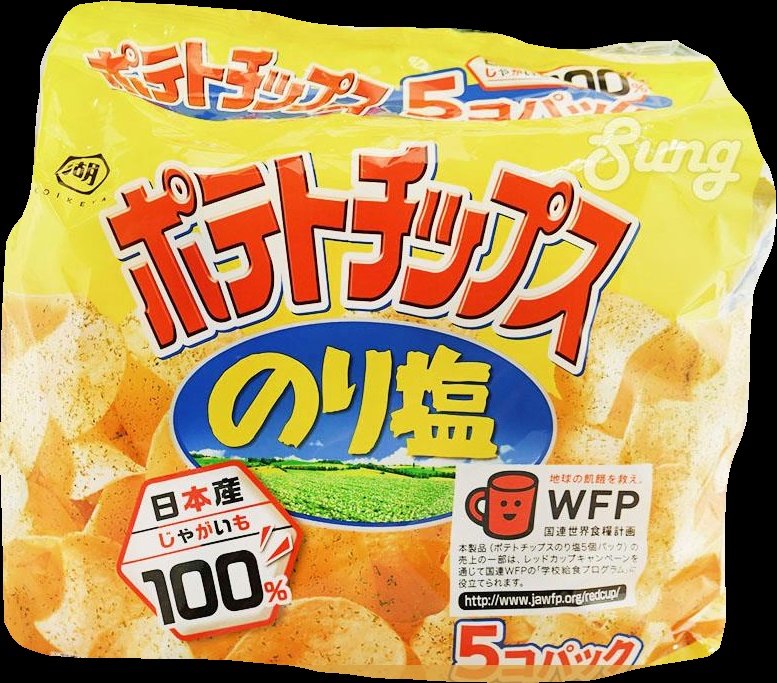 ポテトチップス
じゃがいも
100%
5コパック
Sung
湖
KOIKE-YA
ポテトチップス
のり塩
日本産
じゃがいも
100%
地球の飢餓を救え。
WFP
国連世界食糧計画
本製品（ポテトチップスのり塩5個パック）の
売上の一部は、レッドカップキャンペーンを
通じて国連WFPの「学校給食プログラム」に
役立てられます。
http://www.jawfp.org/redcup/
5コパック